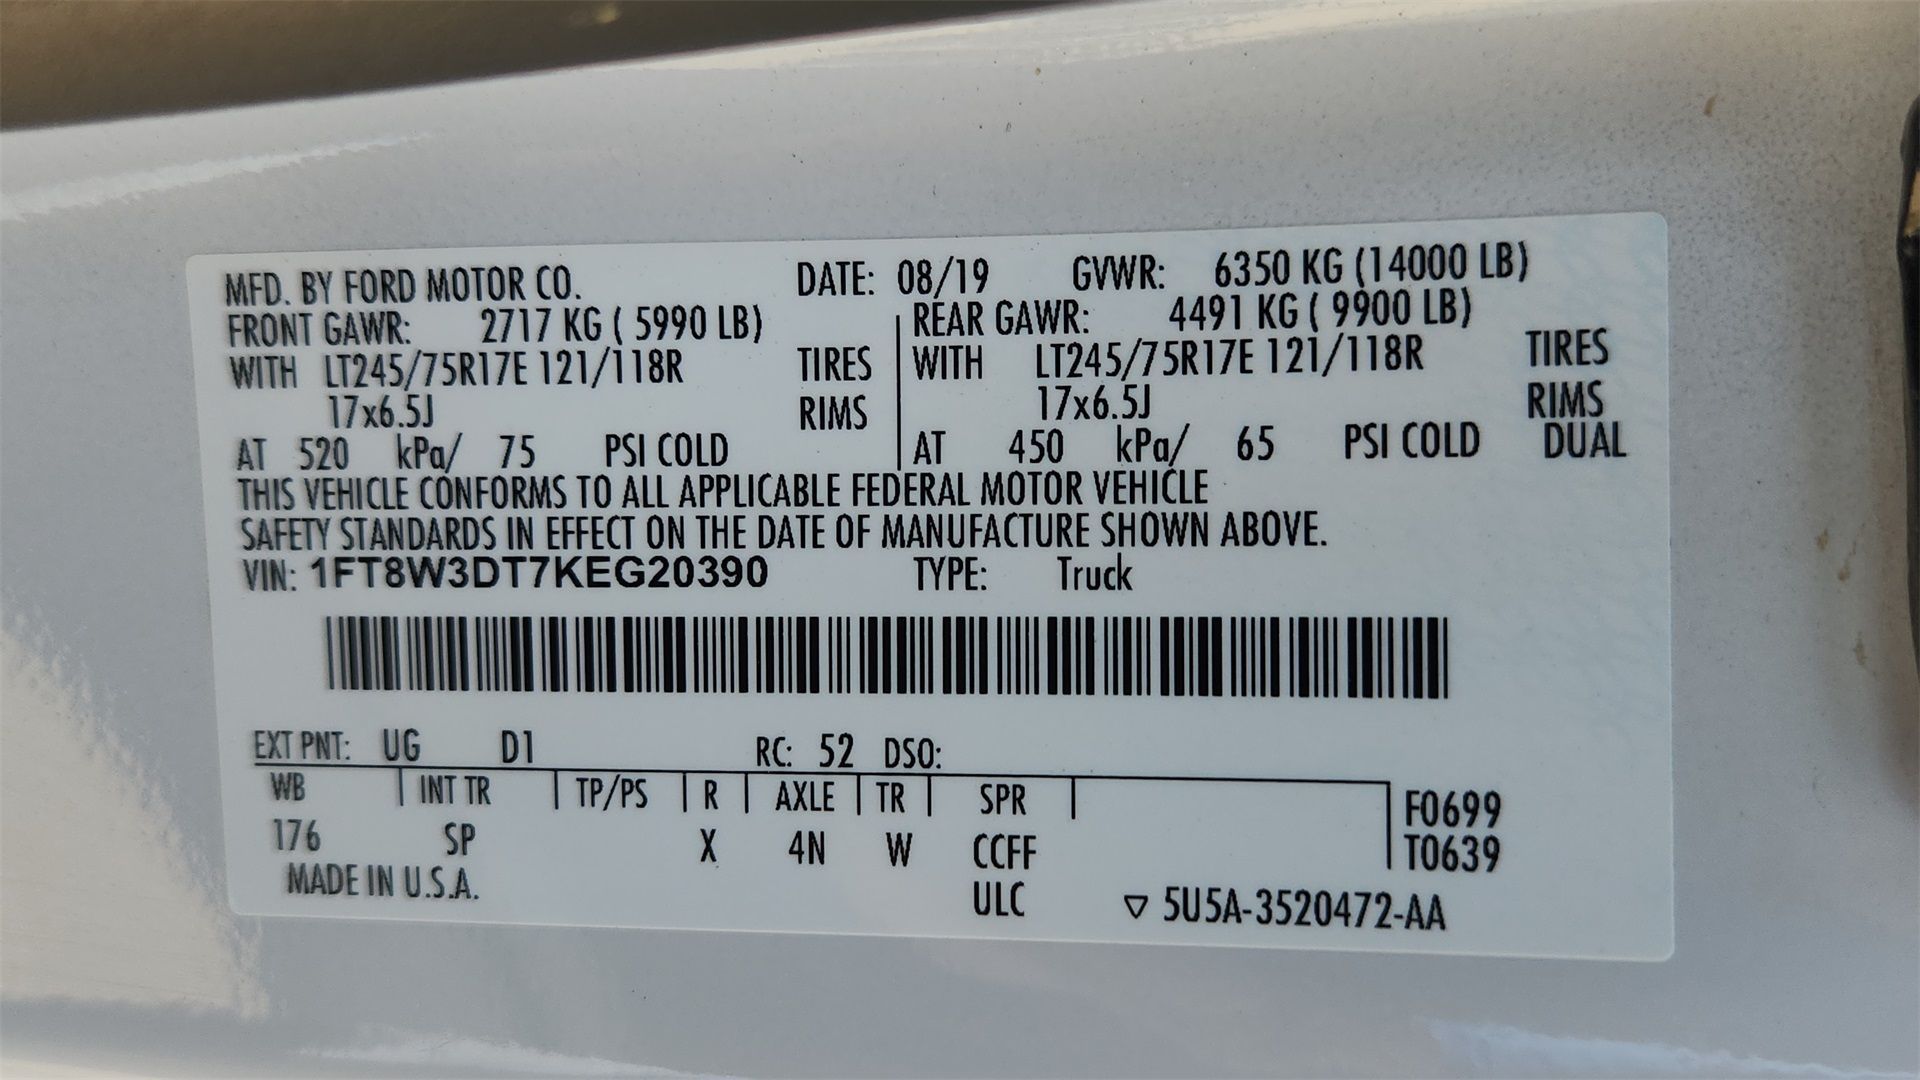 MFD. BY FORD MOTOR CO. DATE: 08/19 GVWR: 6350 KG (14000 LB)
FRONT GAWR: 2717 KG ( 5990 LB) REAR GAWR: 4491 KG ( 9900 LB)
WITH LT245/75R17E 121/118R TIRES WITH LT245/75R17E 121/118R TIRES
17x6.5J RIMS 17x6.5J RIMS
AT 520 kPa/ 75 PSI COLD AT 450 kPa/ 65 PSI COLD DUAL
THIS VEHICLE CONFORMS TO ALL APPLICABLE FEDERAL MOTOR VEHICLE
SAFETY STANDARDS IN EFFECT ON THE DATE OF MANUFACTURE SHOWN ABOVE.
VIN: 1FT8W3DT7KEG20390 TYPE: Truck
EXT PNT: UG D1 RC: 52 DSO:
WB INT TR TP/PS R AXLE TR SPR F0699
176 SP X 4N W CCFF T0639
MADE IN U.S.A. ULC ▽ 5U5A-3520472-AA